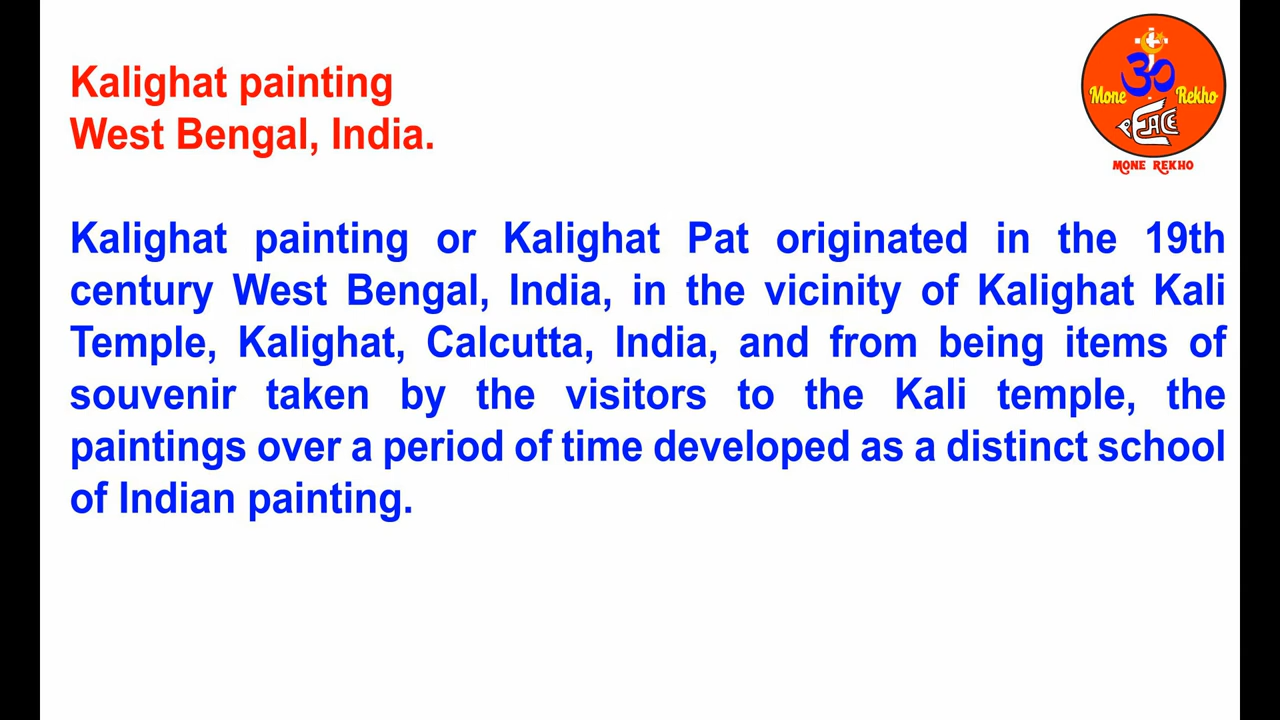 Kalighat painting
West Bengal, India.
Mone ॐ Rekho
PEACE
MONE REKHO
Kalighat painting or Kalighat Pat originated in the 19th
century West Bengal, India, in the vicinity of Kalighat Kali
Temple, Kalighat, Calcutta, India, and from being items of
souvenir taken by the visitors to the Kali temple, the
paintings over a period of time developed as a distinct school
of Indian painting.